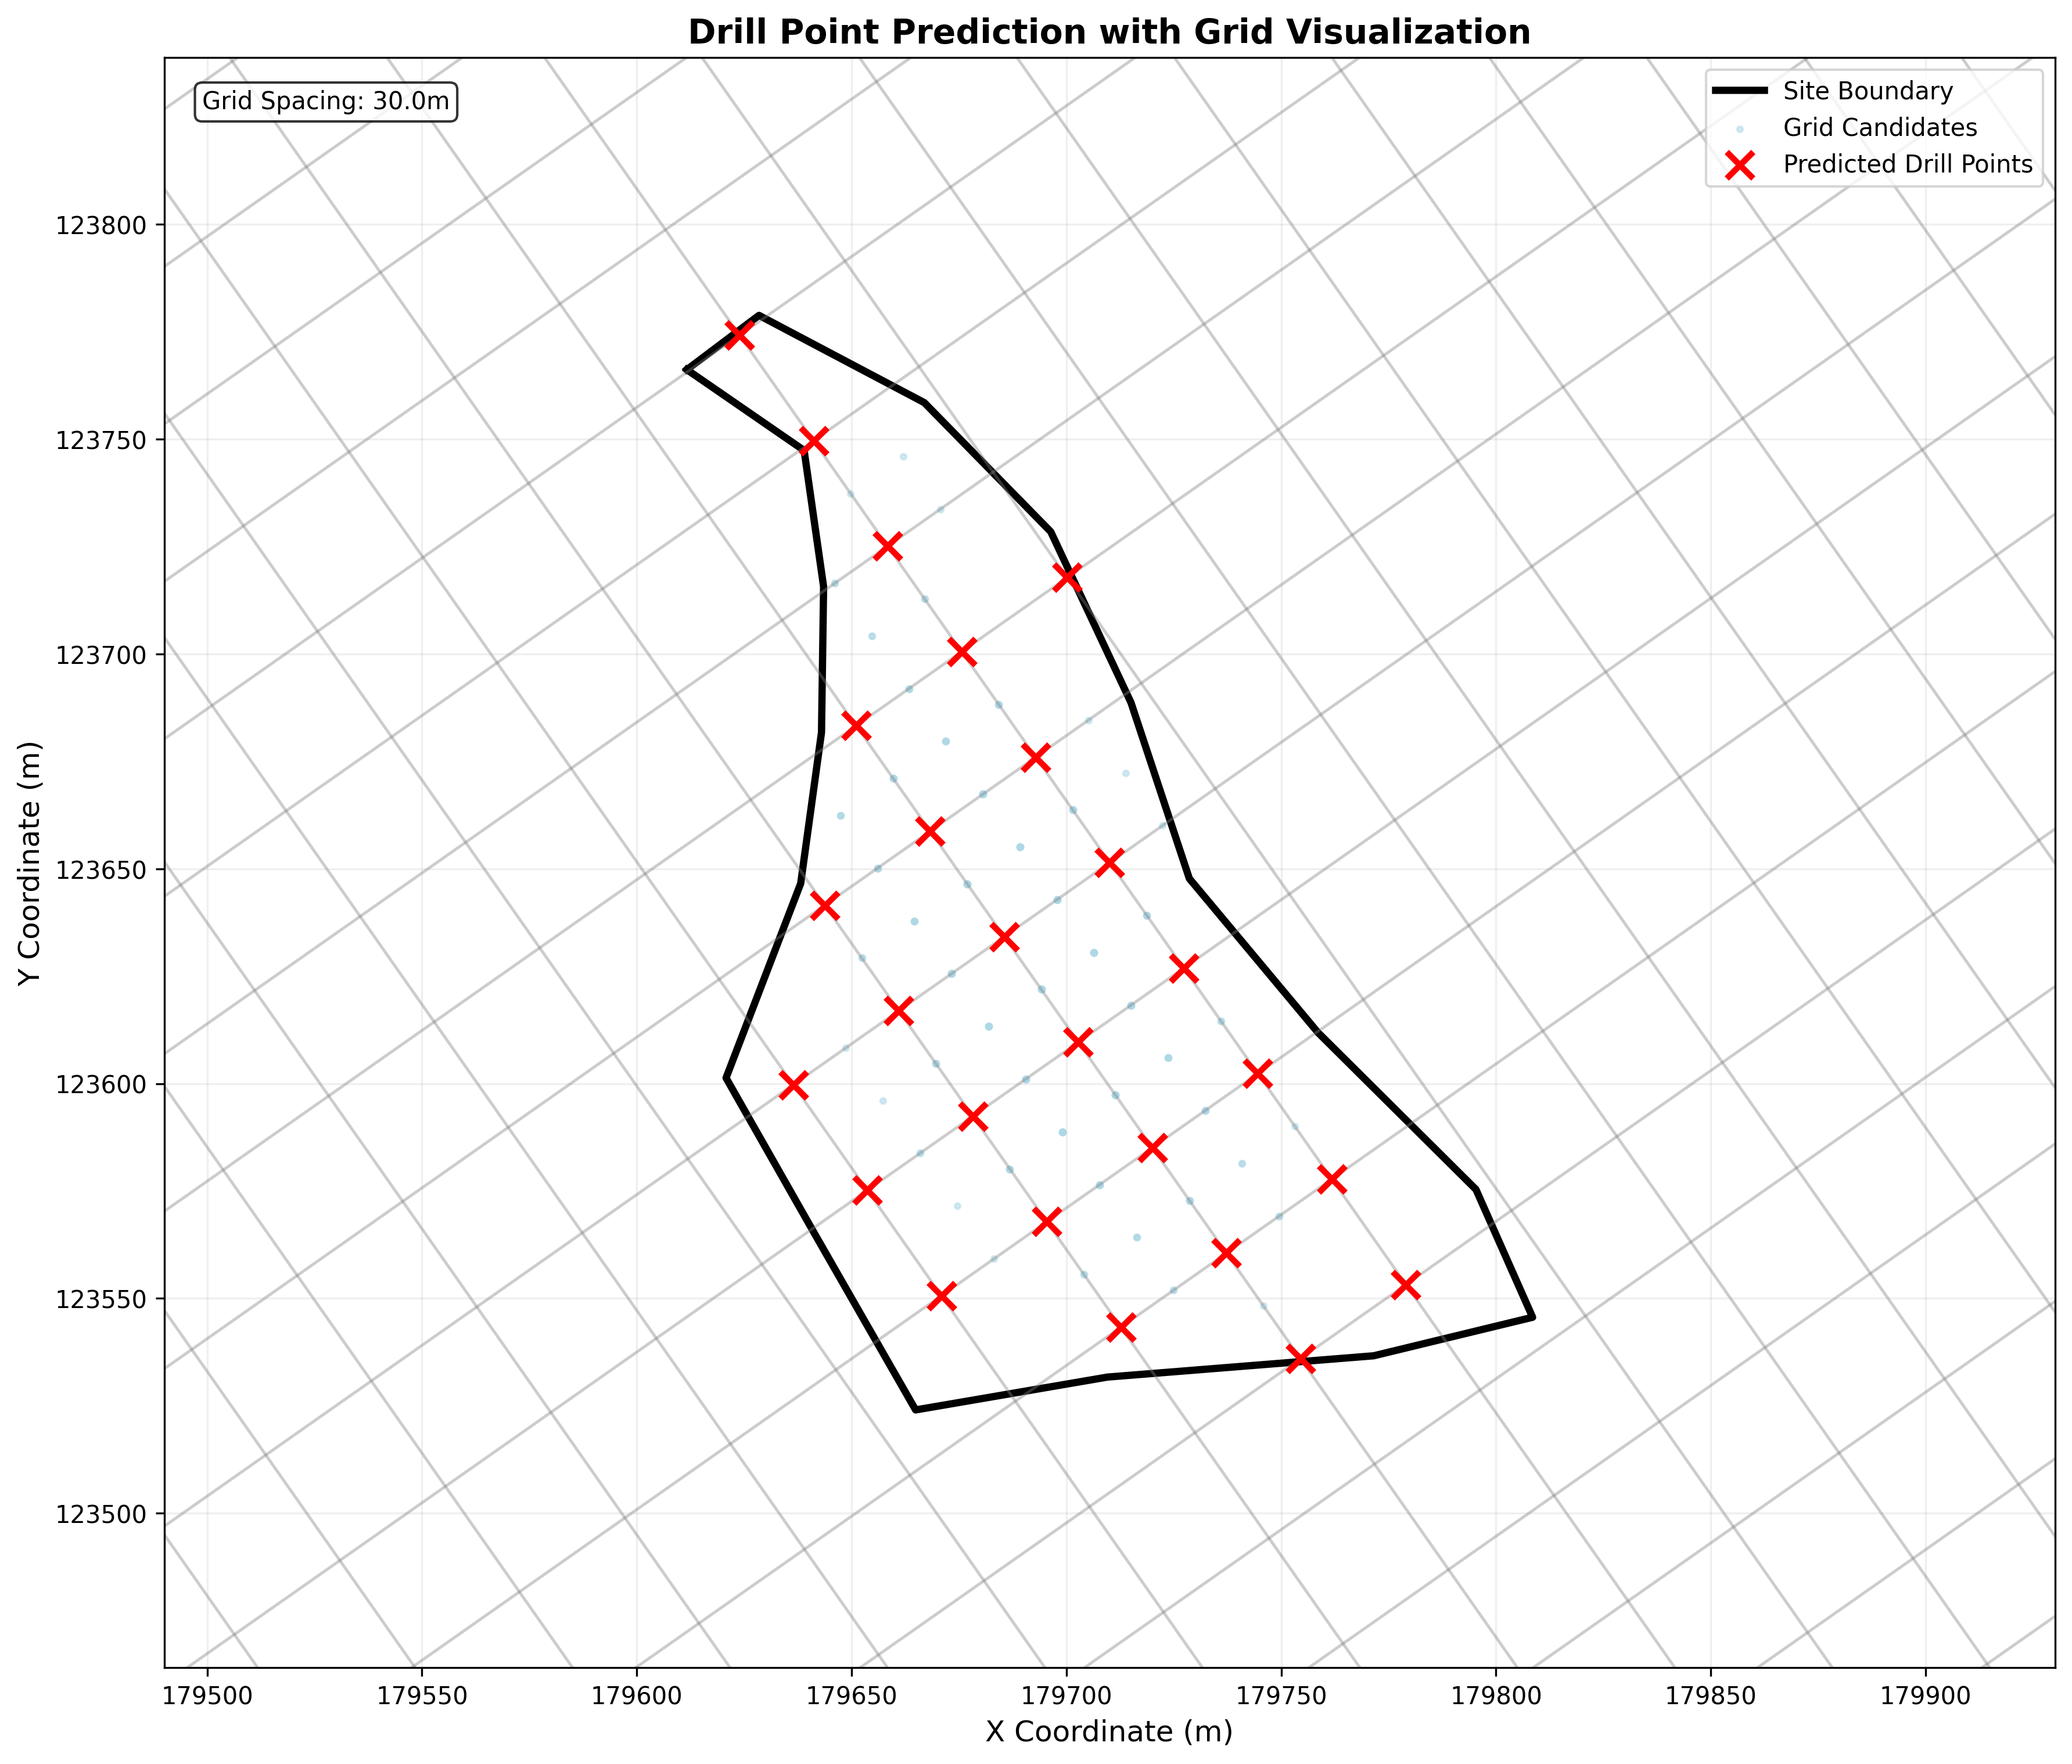 Drill Point Prediction with Grid Visualization
Grid Spacing: 30.0m
Site Boundary
Grid Candidates
Predicted Drill Points
Y Coordinate (m)
123800
123750
123700
123650
123600
123550
123500
179500 179550 179600 179650 179700 179750 179800 179850 179900
X Coordinate (m)